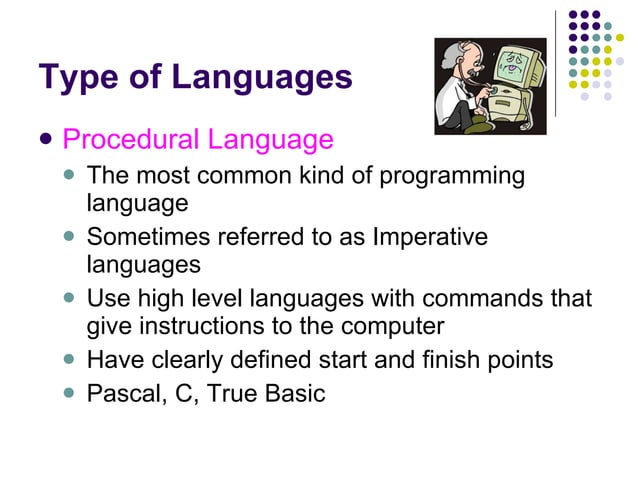 Type of Languages
Procedural Language
The most common kind of programming
language
Sometimes referred to as Imperative
languages
Use high level languages with commands that
give instructions to the computer
Have clearly defined start and finish points
Pascal, C, True Basic